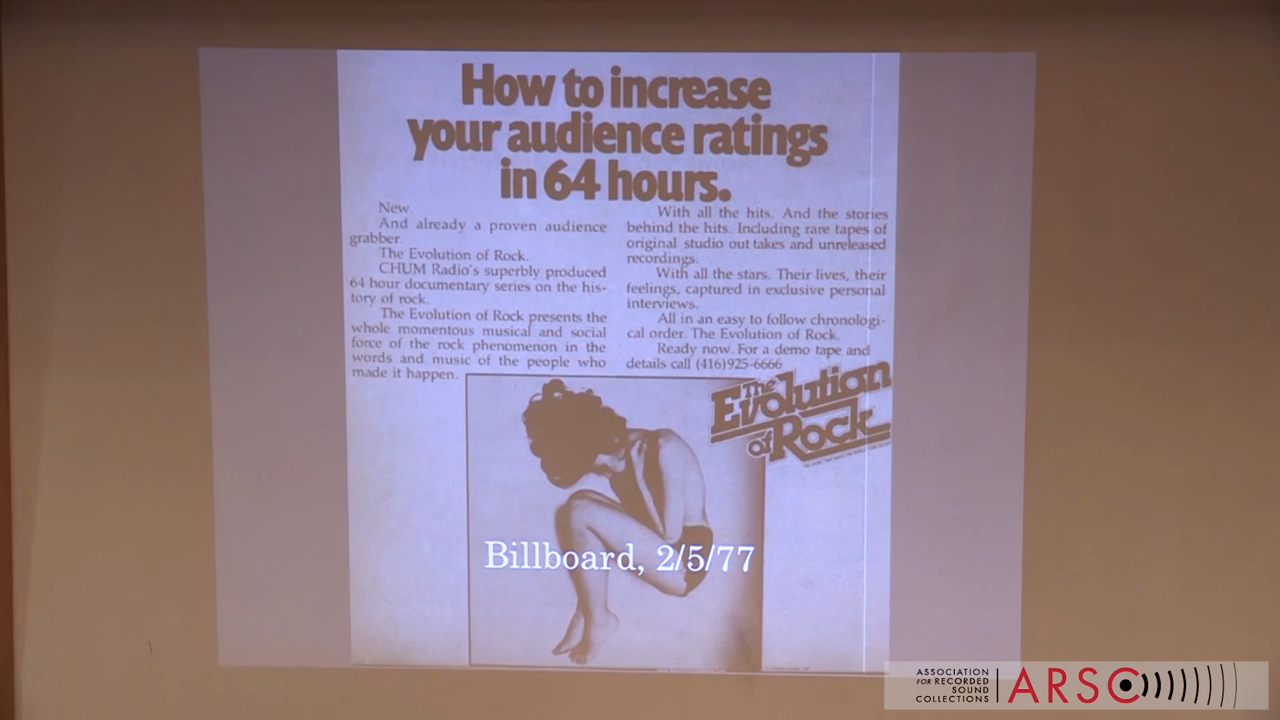 How to increase
your audience ratings
in 64 hours.
New.
And already a proven audience
grabber.
The Evolution of Rock.
CHUM Radio's superbly produced
64 hour documentary series on the his-
tory of rock.
The Evolution of Rock presents the
whole momentous musical and social
force of the rock phenomenon in the
words and music of the people who
made it happen.
With all the hits. And the stories
behind the hits. Including rare tapes of
original studio out takes and unreleased
recordings.
With all the stars. Their lives, their
feelings, captured in exclusive personal
interviews.
All in an easy to follow chronologi-
cal order. The Evolution of Rock.
Ready now. For a demo tape and
details call (416)925-6666
The
Evolution
of Rock
Billboard, 2/5/77
ASSOCIATION
FOR RECORDED
SOUND
COLLECTIONS
ARSC